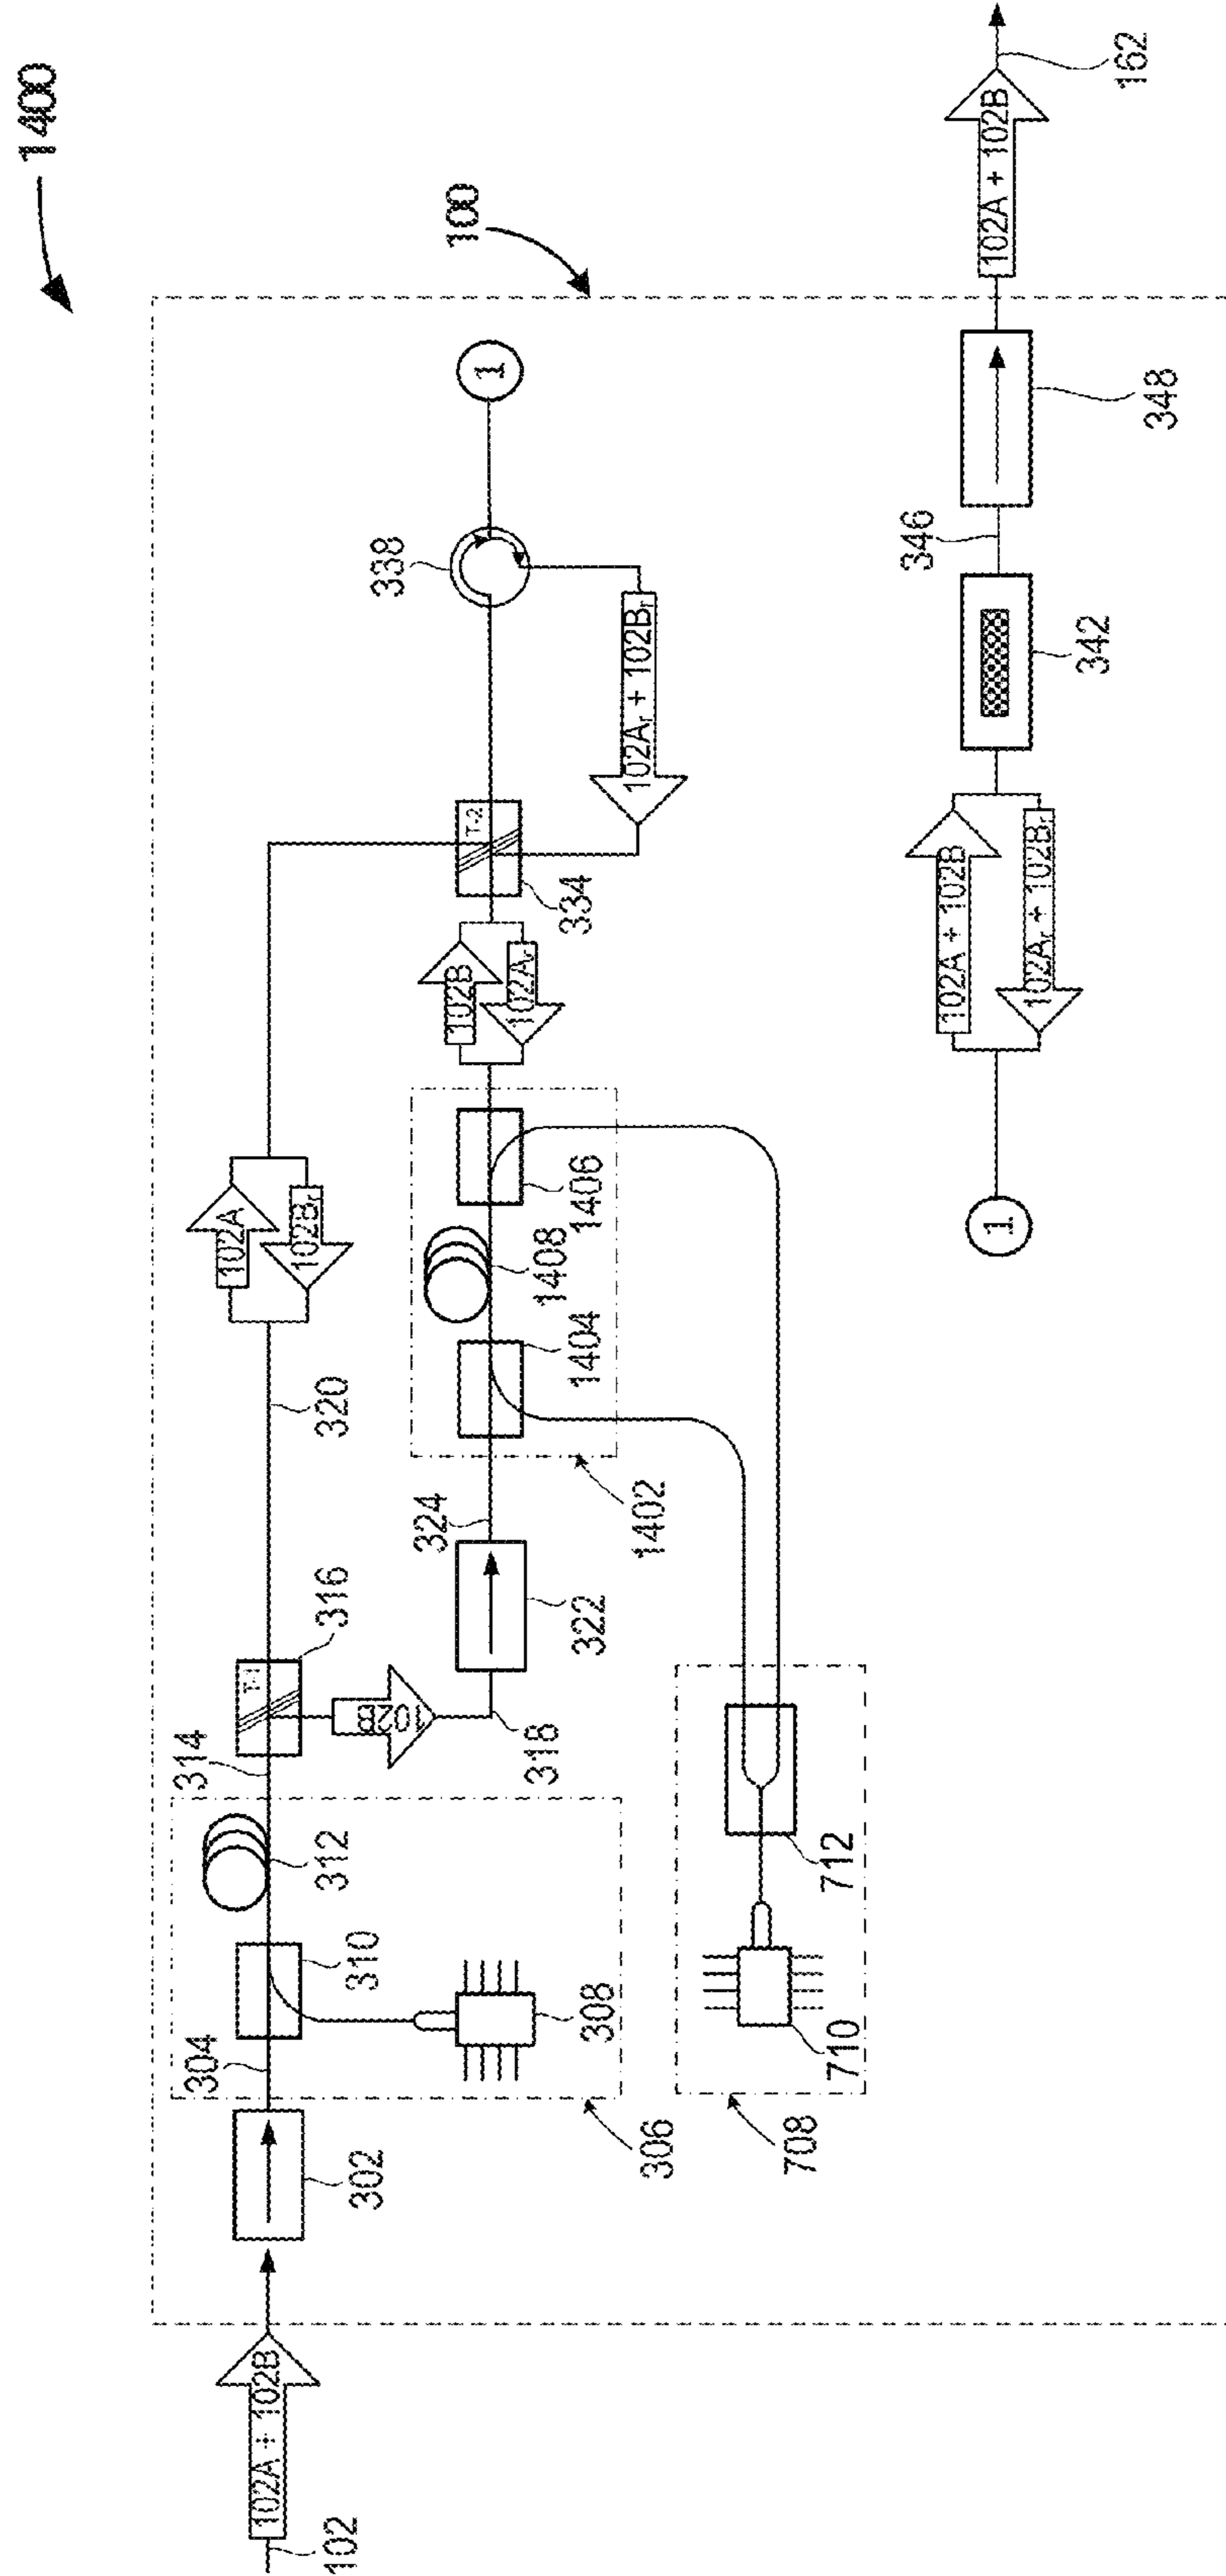 1400
100
102
102A + 102B
302
304
306
308
310
312
314
T-1
316
102B
318
320
322
324
102A
102Bᵣ
1402
1404
1408
1406
102B
102Aᵣ
T-2
334
338
102Aᵣ + 102Bᵣ
1
708
710
712
1
102A + 102B
102Aᵣ + 102Bᵣ
342
346
348
102A + 102B
162